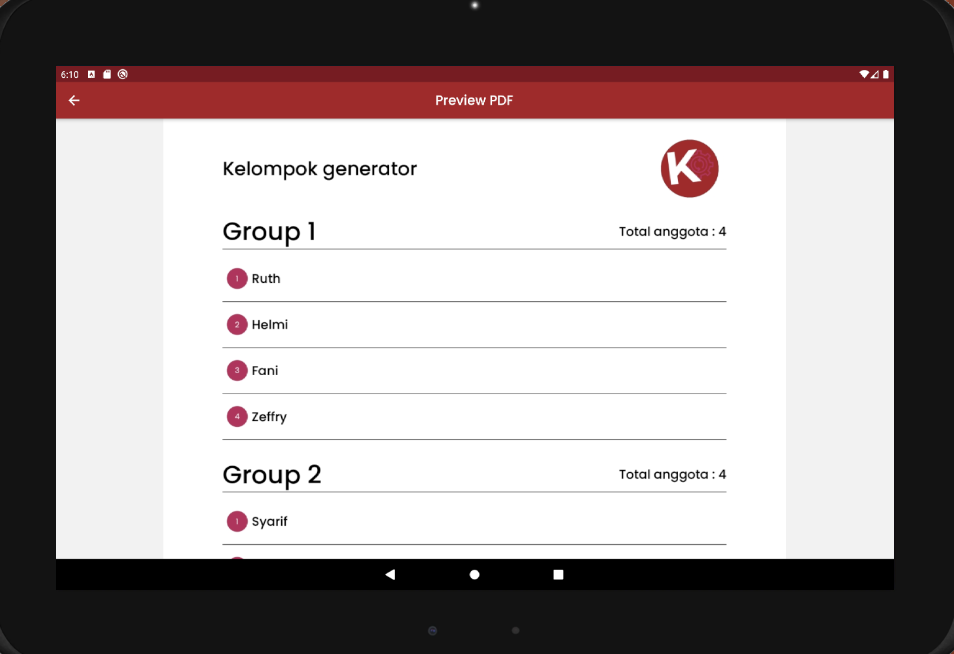 6:10
Preview PDF
Kelompok generator
K
Group 1
Total anggota : 4
1 Ruth
2 Helmi
3 Fani
4 Zeffry
Group 2
Total anggota : 4
1 Syarif